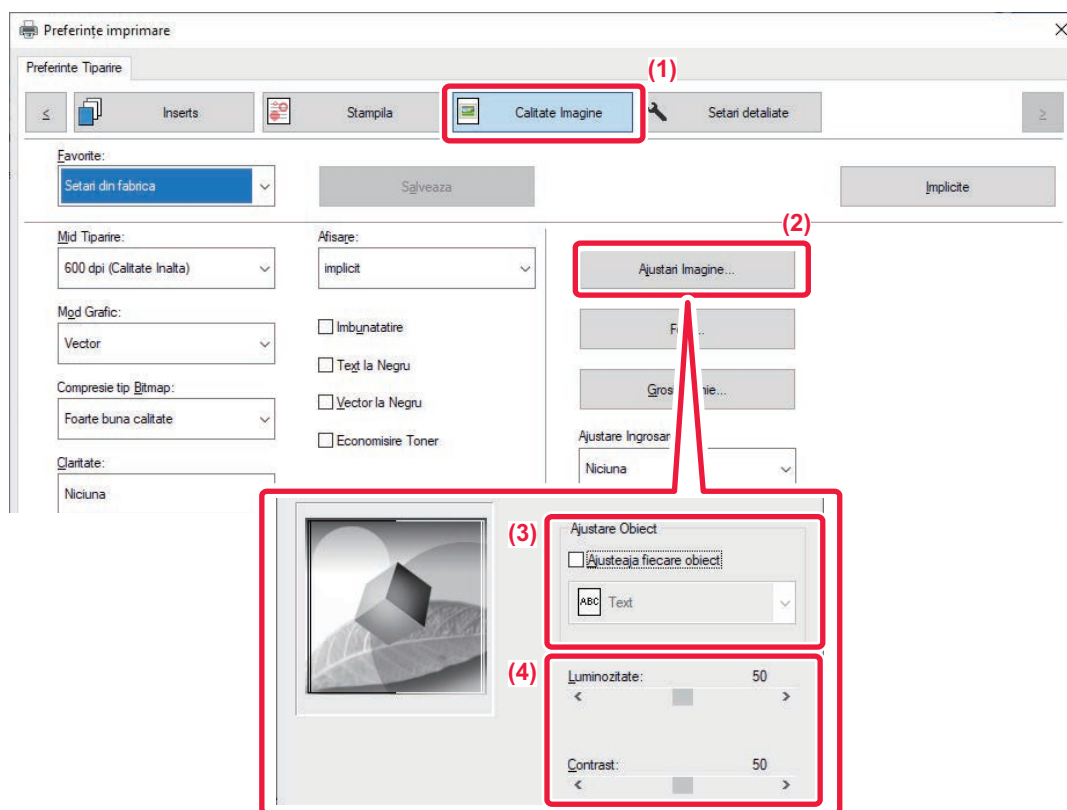 Preferințe imprimare
Preferinte Tiparire
(1)
< Inserts Stampila Calitate Imagine Setari detaliate >
Favorite:
Setari din fabrica Salveaza Implicite
(2)
Mid Tiparire: Afisare:
600 dpi (Calitate Inalta) implicit Ajustari Imagine...
Mod Grafic:
Vector Imbunatatire
Text la Negru
Compresie tip Bitmap: Vector la Negru
Foarte buna calitate Economisire Toner
Ajustare Ingrosar
Claritate: Niciuna
Niciuna
(3) Ajustare Obiect
Ajusteaja fiecare obiect
ABC Text
(4) Luminozitate: 50
< >
Contrast: 50
< >